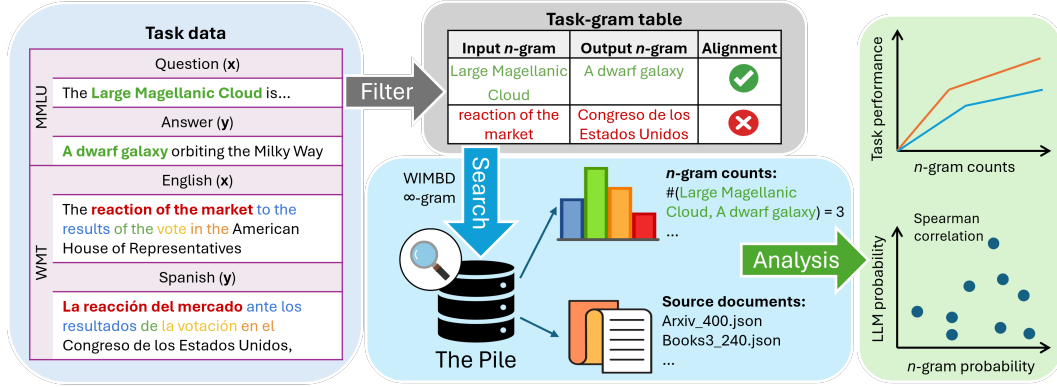 Task data
MMLU
Question (x)
The Large Magellanic Cloud is...
Answer (y)
A dwarf galaxy orbiting the Milky Way
WMT
English (x)
The reaction of the market to the
results of the vote in the American
House of Representatives
Spanish (y)
La reacción del mercado ante los
resultados de la votación en el
Congreso de los Estados Unidos,
Filter
Task-gram table
Input n-gram Output n-gram Alignment
Large Magellanic
Cloud
A dwarf galaxy
reaction of the
market
Congreso de los
Estados Unidos
Search
WIMBD
∞-gram
The Pile
n-gram counts:
#(Large Magellanic
Cloud, A dwarf galaxy) = 3
...
Source documents:
Arxiv_400.json
Books3_240.json
...
Analysis
Task performance
n-gram counts
Spearman
correlation
LLM probability
n-gram probability